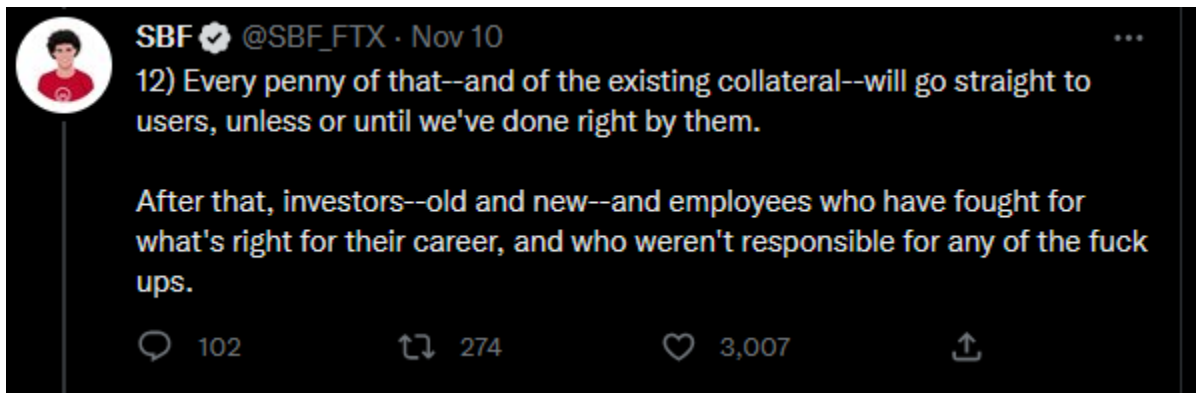 SBF @SBF_FTX · Nov 10
12) Every penny of that--and of the existing collateral--will go straight to
users, unless or until we've done right by them.
After that, investors--old and new--and employees who have fought for
what's right for their career, and who weren't responsible for any of the fuck
ups.
102 274 3,007